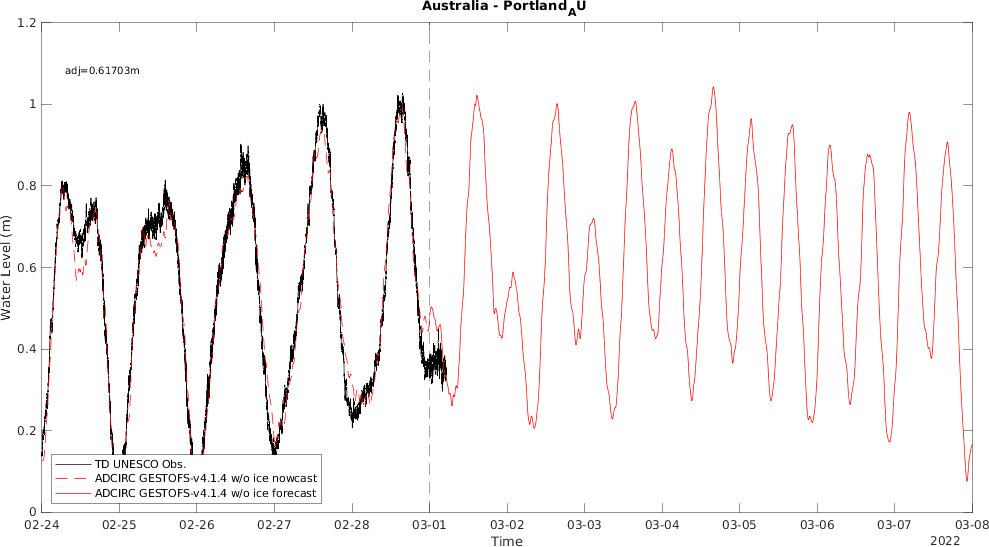 Australia - Portland_AU
adj=0.61703m
Water Level (m)
1.2
1
0.8
0.6
0.4
0.2
0
TD UNESCO Obs.
ADCIRC GESTOFS-v4.1.4 w/o ice nowcast
ADCIRC GESTOFS-v4.1.4 w/o ice forecast
02-24 02-25 02-26 02-27 02-28 03-01 03-02 03-03 03-04 03-05 03-06 03-07 03-08
Time
2022